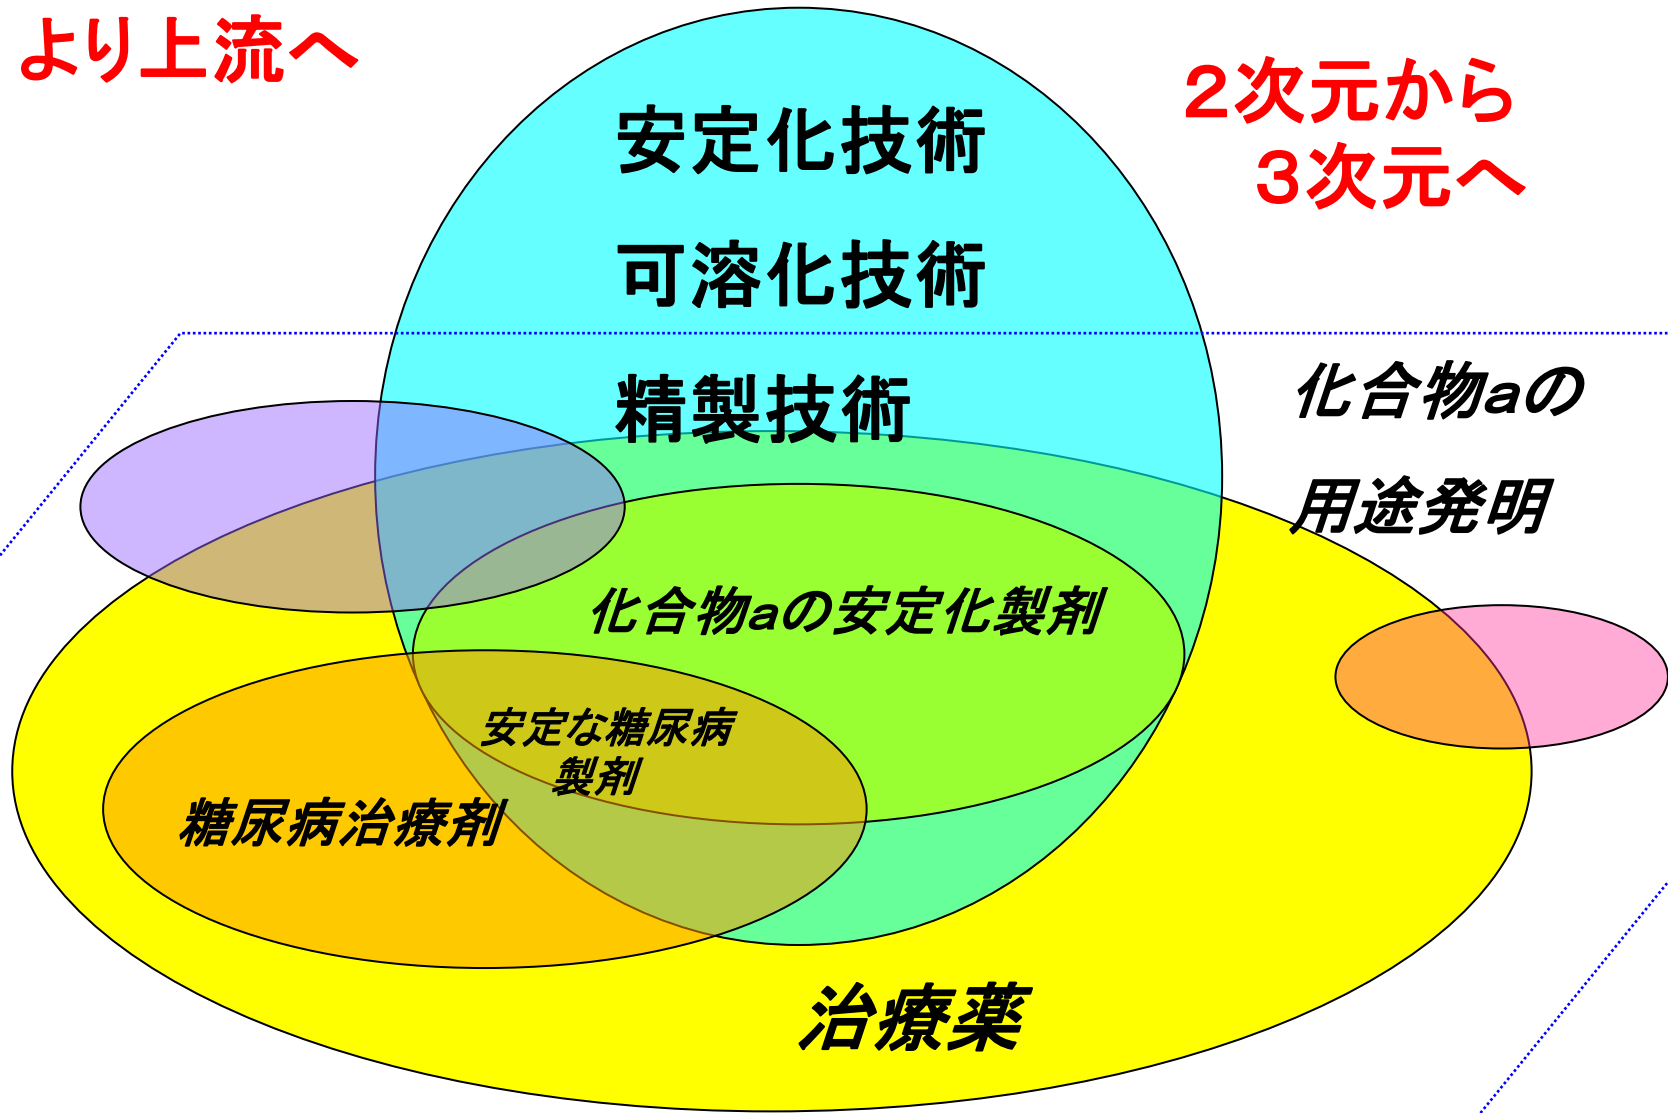 より上流へ
２次元から
３次元へ
安定化技術
可溶化技術
精製技術
化合物aの
用途発明
化合物aの安定化製剤
安定な糖尿病
製剤
糖尿病治療剤
治療薬